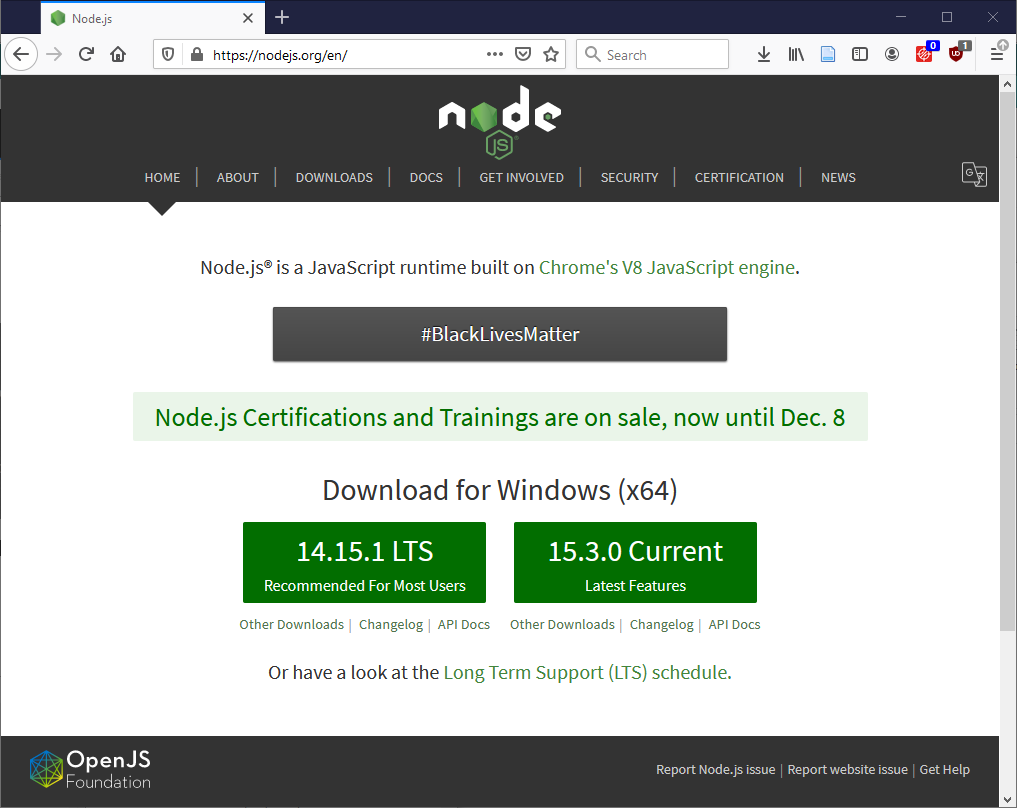 Node.js
https://nodejs.org/en/
Search
0
1
node
JS
HOME | ABOUT | DOWNLOADS | DOCS | GET INVOLVED | SECURITY | CERTIFICATION | NEWS
Node.js® is a JavaScript runtime built on Chrome's V8 JavaScript engine.
#BlackLivesMatter
Node.js Certifications and Trainings are on sale, now until Dec. 8
Download for Windows (x64)
14.15.1 LTS
Recommended For Most Users
Other Downloads | Changelog | API Docs
15.3.0 Current
Latest Features
Other Downloads | Changelog | API Docs
Or have a look at the Long Term Support (LTS) schedule.
OpenJS
Foundation
Report Node.js issue | Report website issue | Get Help